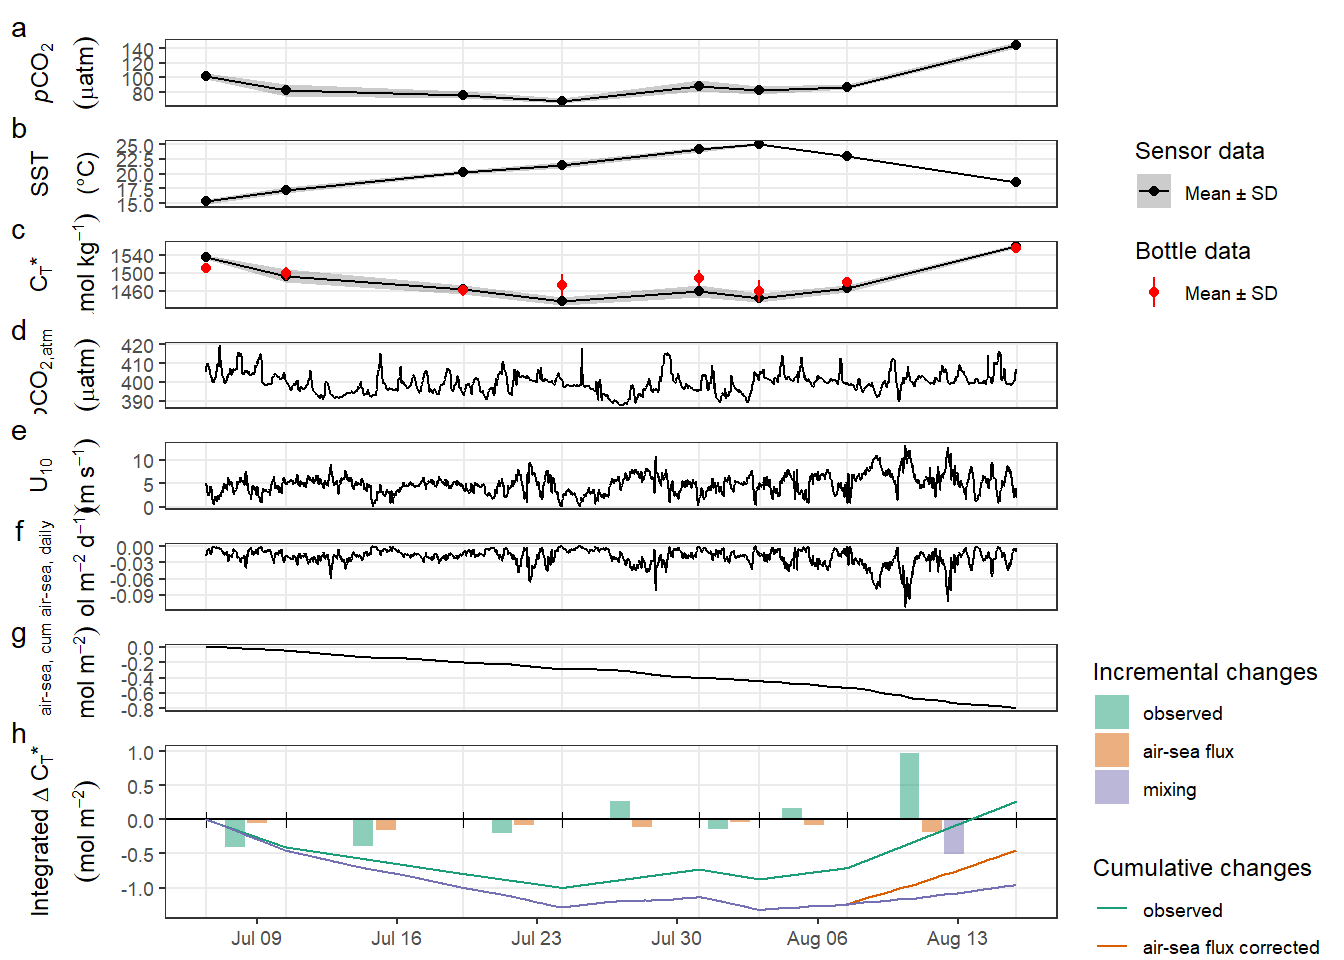 a
pCO2
(µatm)
140
120
100
80
b
SST
(°C)
25.0
22.5
20.0
17.5
15.0
c
CT*
mol kg−1)
1540
1500
1460
d
CO2,atm
(µatm)
420
410
400
390
e
U10
(m s−1)
10
5
0
f
air-sea, daily
ol m−2 d−1)
0.00
-0.03
-0.06
-0.09
g
air-sea, cum
mol m−2)
0.0
-0.2
-0.4
-0.6
-0.8
h
Integrated Δ CT*
(mol m−2)
1.0
0.5
0.0
-0.5
-1.0
Jul 09
Jul 16
Jul 23
Jul 30
Aug 06
Aug 13
Sensor data
Mean ± SD
Bottle data
Mean ± SD
Incremental changes
observed
air-sea flux
mixing
Cumulative changes
observed
air-sea flux corrected